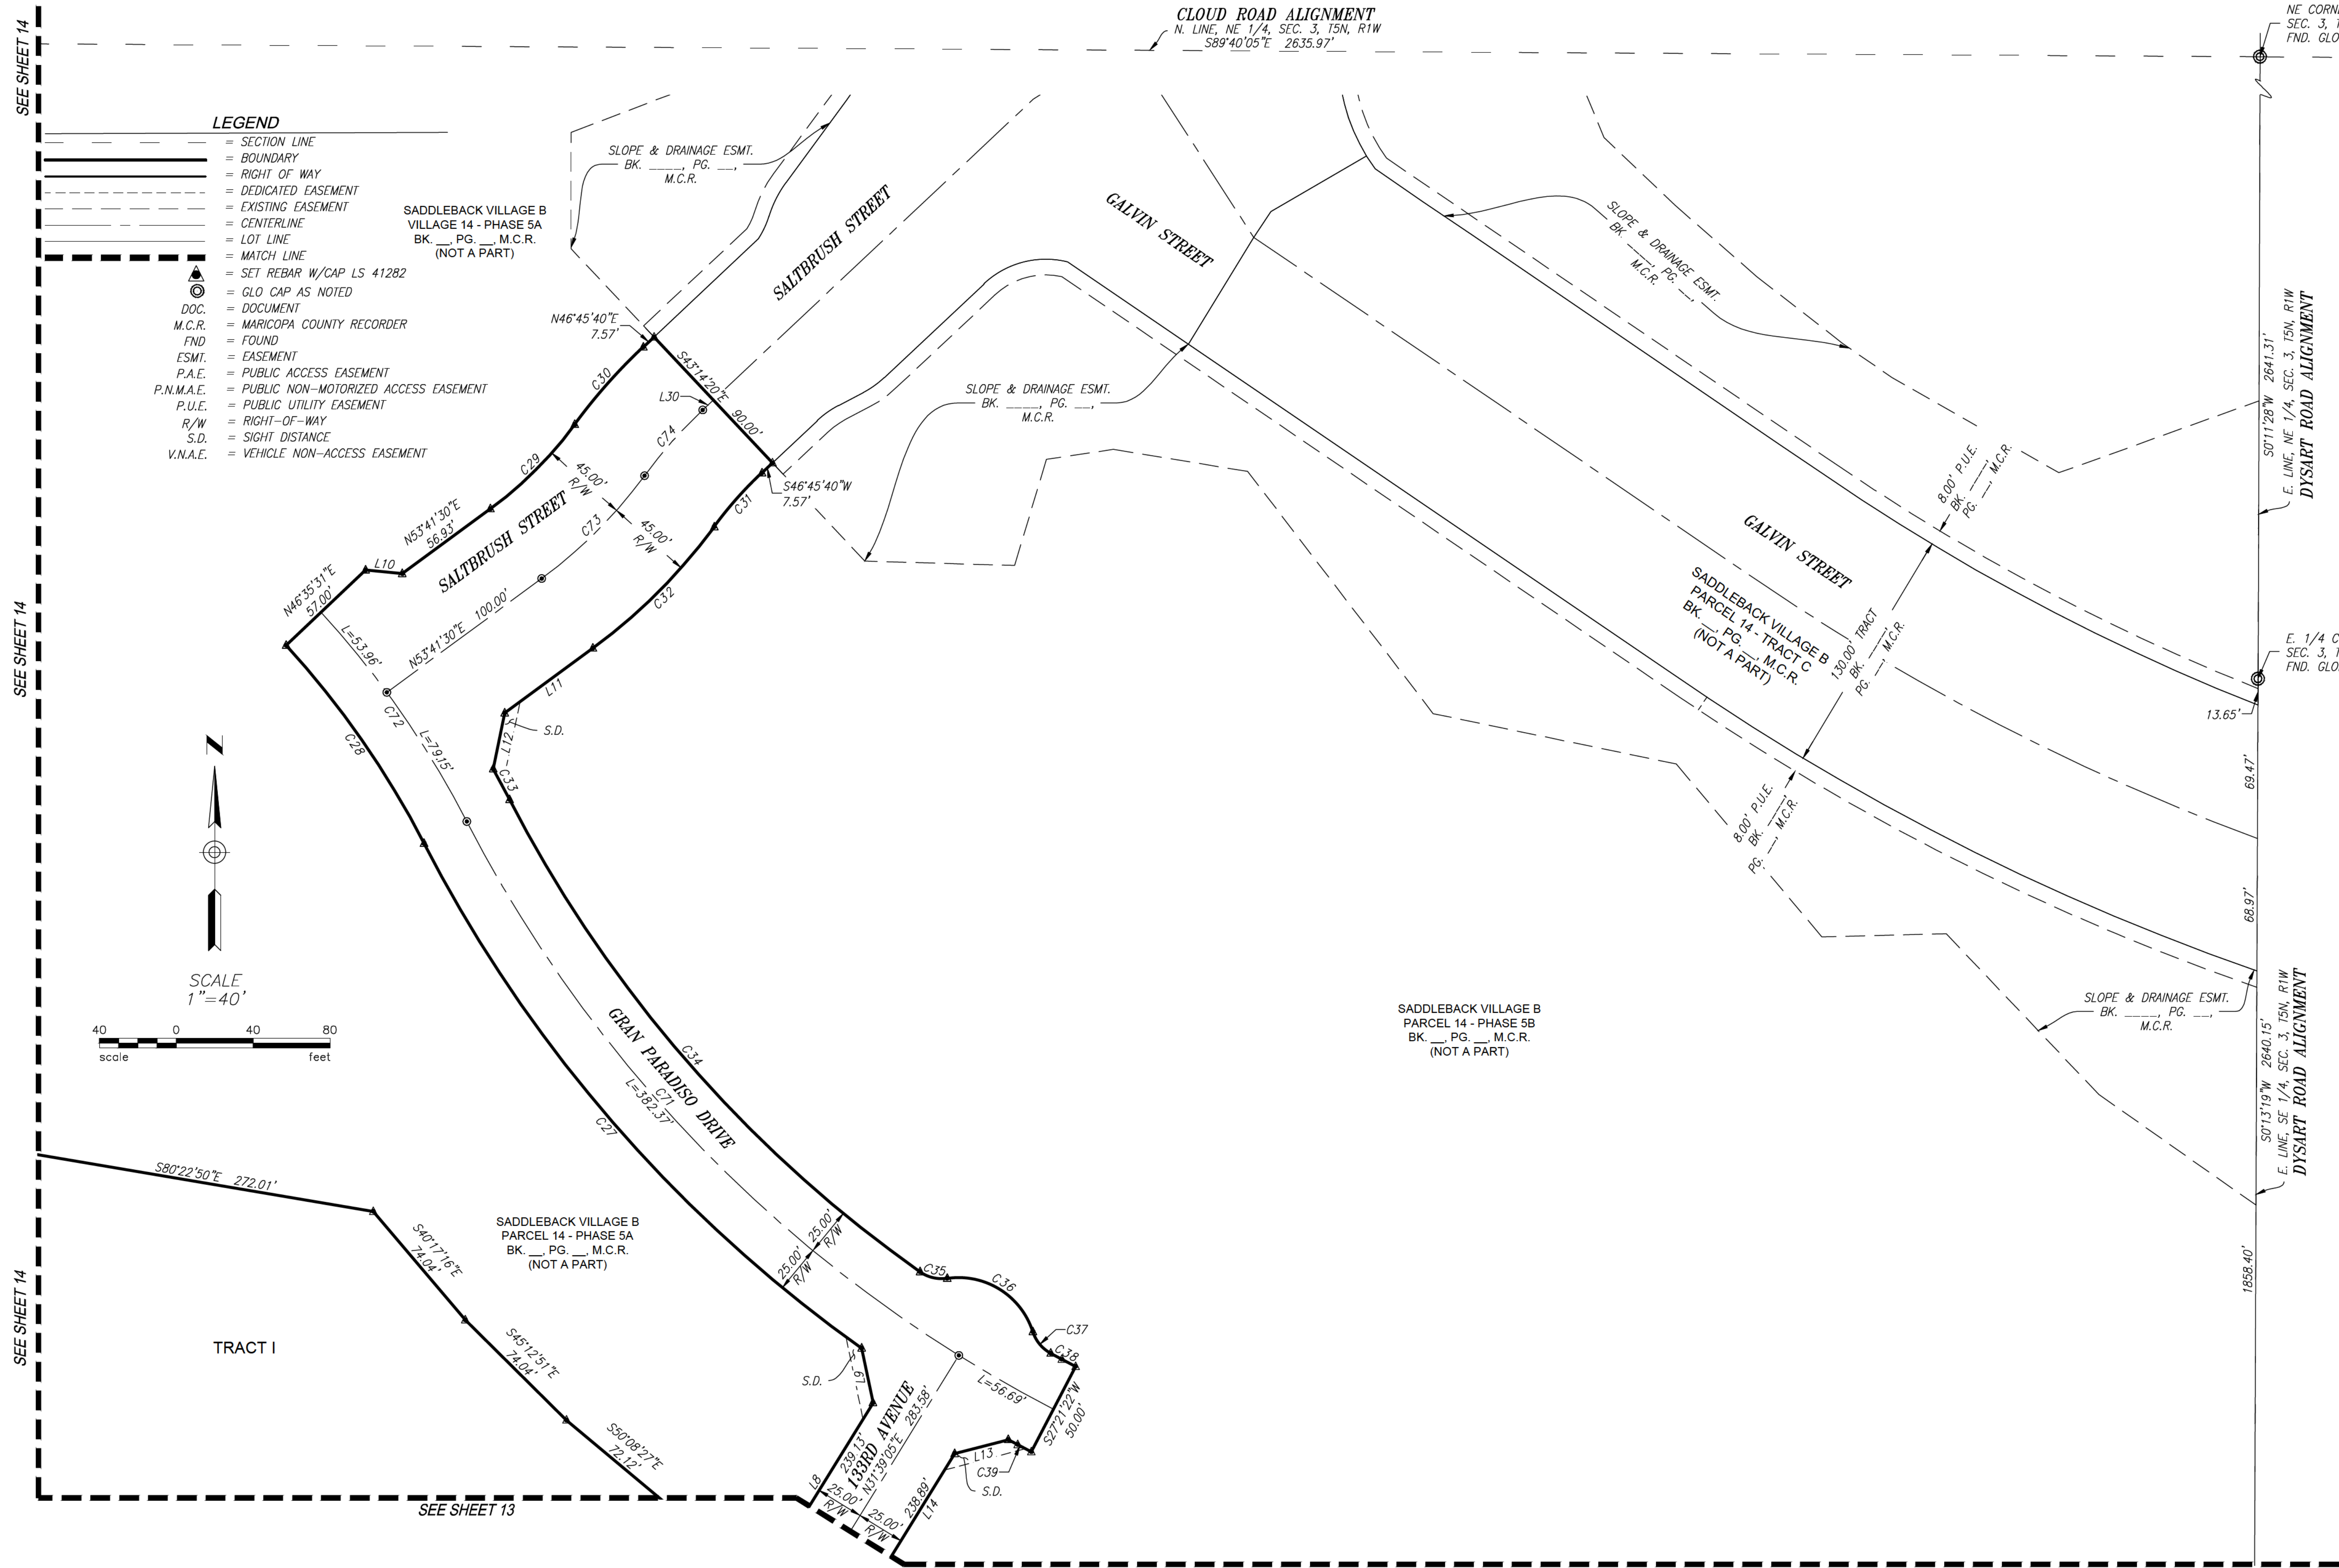 CLOUD ROAD ALIGNMENT
N. LINE, NE 1/4, SEC. 3, T5N, R1W
S89°40'05"E 2635.97'
NE CORN
SEC. 3, T
FND. GLO
SEE SHEET 14
LEGEND
= SECTION LINE
= BOUNDARY
= RIGHT OF WAY
= DEDICATED EASEMENT
= EXISTING EASEMENT
= CENTERLINE
= LOT LINE
= MATCH LINE
= SET REBAR W/CAP LS 41282
= GLO CAP AS NOTED
DOC. = DOCUMENT
M.C.R. = MARICOPA COUNTY RECORDER
FND = FOUND
ESMT. = EASEMENT
P.A.E. = PUBLIC ACCESS EASEMENT
P.N.M.A.E. = PUBLIC NON-MOTORIZED ACCESS EASEMENT
P.U.E. = PUBLIC UTILITY EASEMENT
R/W = RIGHT-OF-WAY
S.D. = SIGHT DISTANCE
V.N.A.E. = VEHICLE NON-ACCESS EASEMENT
SADDLEBACK VILLAGE B
VILLAGE 14 - PHASE 5A
BK. __, PG. __, M.C.R.
(NOT A PART)
SLOPE & DRAINAGE ESMT.
BK. ____, PG. __,
M.C.R.
SALTBRUSH STREET
GALVIN STREET
SLOPE & DRAINAGE ESMT.
BK. ____, PG. __,
M.C.R.
N46°45'40"E
7.57'
S43°14'20"E 90.00'
L30
C30
C74
C29
45.00'
R/W
C73
45.00'
R/W
S46°45'40"W
7.57'
C31
C32
SLOPE & DRAINAGE ESMT.
BK. ____, PG. __,
M.C.R.
S0°11'28"W 2641.31'
E. LINE, NE 1/4, SEC. 3, T5N, R1W
DYSART ROAD ALIGNMENT
8.00' P.U.E.
BK. ____,
PG. __, M.C.R.
GALVIN STREET
SADDLEBACK VILLAGE B
PARCEL 14 - TRACT C
BK. __, PG. __, M.C.R.
(NOT A PART)
130.00' TRACT
BK. ____,
PG. __, M.C.R.
E. 1/4 C
SEC. 3, T
FND. GLO
13.65'
69.47'
68.97'
N53°41'30"E
56.93'
SALTBRUSH STREET
L10
N46°35'31"E
57.00'
L=53.96'
N53°41'30"E 100.00'
SEE SHEET 14
C72
L=79.15'
C28
L11
L12
S.D.
C33
N
SCALE
1"=40'
40 0 40 80
scale feet
8.00' P.U.E.
BK. ____,
PG. __, M.C.R.
SLOPE & DRAINAGE ESMT.
BK. ____, PG. __,
M.C.R.
S0°13'19"W 2640.15'
E. LINE, SE 1/4, SEC. 3, T5N, R1W
DYSART ROAD ALIGNMENT
1858.40'
SADDLEBACK VILLAGE B
PARCEL 14 - PHASE 5B
BK. __, PG. __, M.C.R.
(NOT A PART)
GRAN PARADISO DRIVE
C34
C71
L=382.37'
C27
S80°22'50"E 272.01'
S40°17'16"E
74.04'
SADDLEBACK VILLAGE B
PARCEL 14 - PHASE 5A
BK. __, PG. __, M.C.R.
(NOT A PART)
25.00'
R/W
25.00'
R/W
C35
C36
C37
C38
SEE SHEET 14
TRACT I
S45°12'51"E
74.04'
S50°08'27"E
72.12'
S.D.
L=56.69'
S27°21'22"W
50.00'
239.13'
L8
133RD AVENUE
N31°39'05"E 283.58'
L13
C39
S.D.
238.89'
L14
25.00'
R/W
25.00'
R/W
SEE SHEET 13